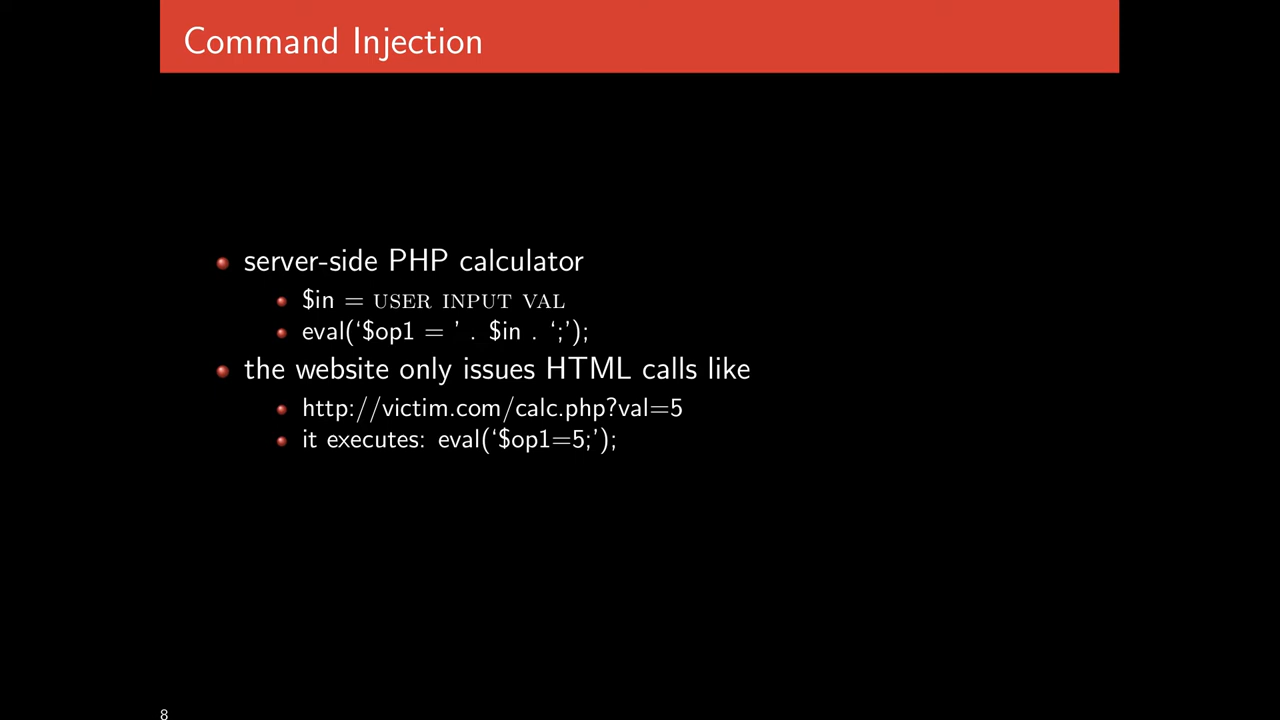 Command Injection
server-side PHP calculator
$in = USER INPUT VAL
eval(‘$op1 = ’ . $in . ‘;’);
the website only issues HTML calls like
http://victim.com/calc.php?val=5
it executes: eval(‘$op1=5;’);
8